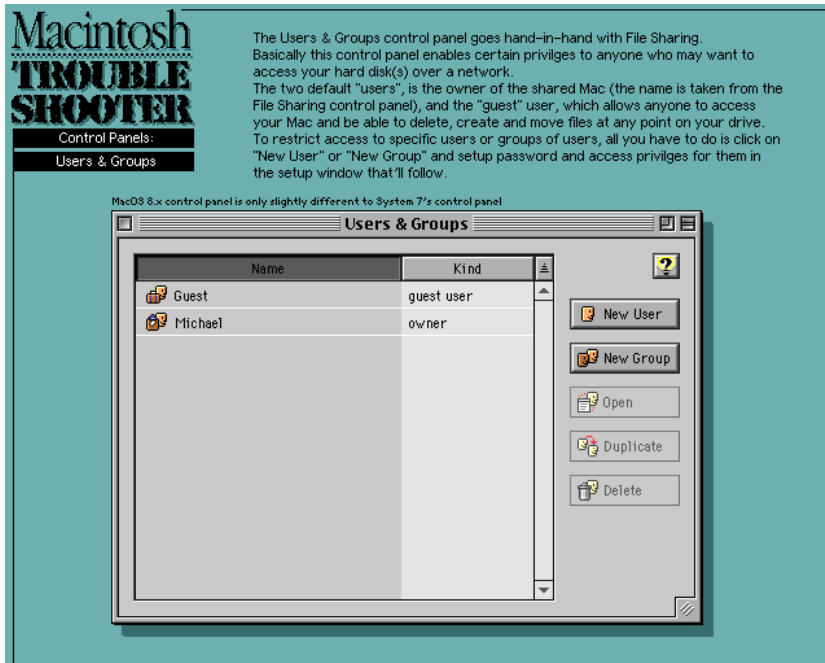 Macintosh
TROUBLE
SHOOTER
Control Panels:
Users & Groups
The Users & Groups control panel goes hand-in-hand with File Sharing.
Basically this control panel enables certain privilges to anyone who may want to
access your hard disk(s) over a network.
The two default "users", is the owner of the shared Mac (the name is taken from the
File Sharing control panel), and the "guest" user, which allows anyone to access
your Mac and be able to delete, create and move files at any point on your drive.
To restrict access to specific users or groups of users, all you have to do is click on
"New User" or "New Group" and setup password and access privilges for them in
the setup window that'll follow.
MacOS 8.x control panel is only slightly different to System 7's control panel
Users & Groups
Name Kind
?
Guest guest user
Michael owner
New User
New Group
Open
Duplicate
Delete